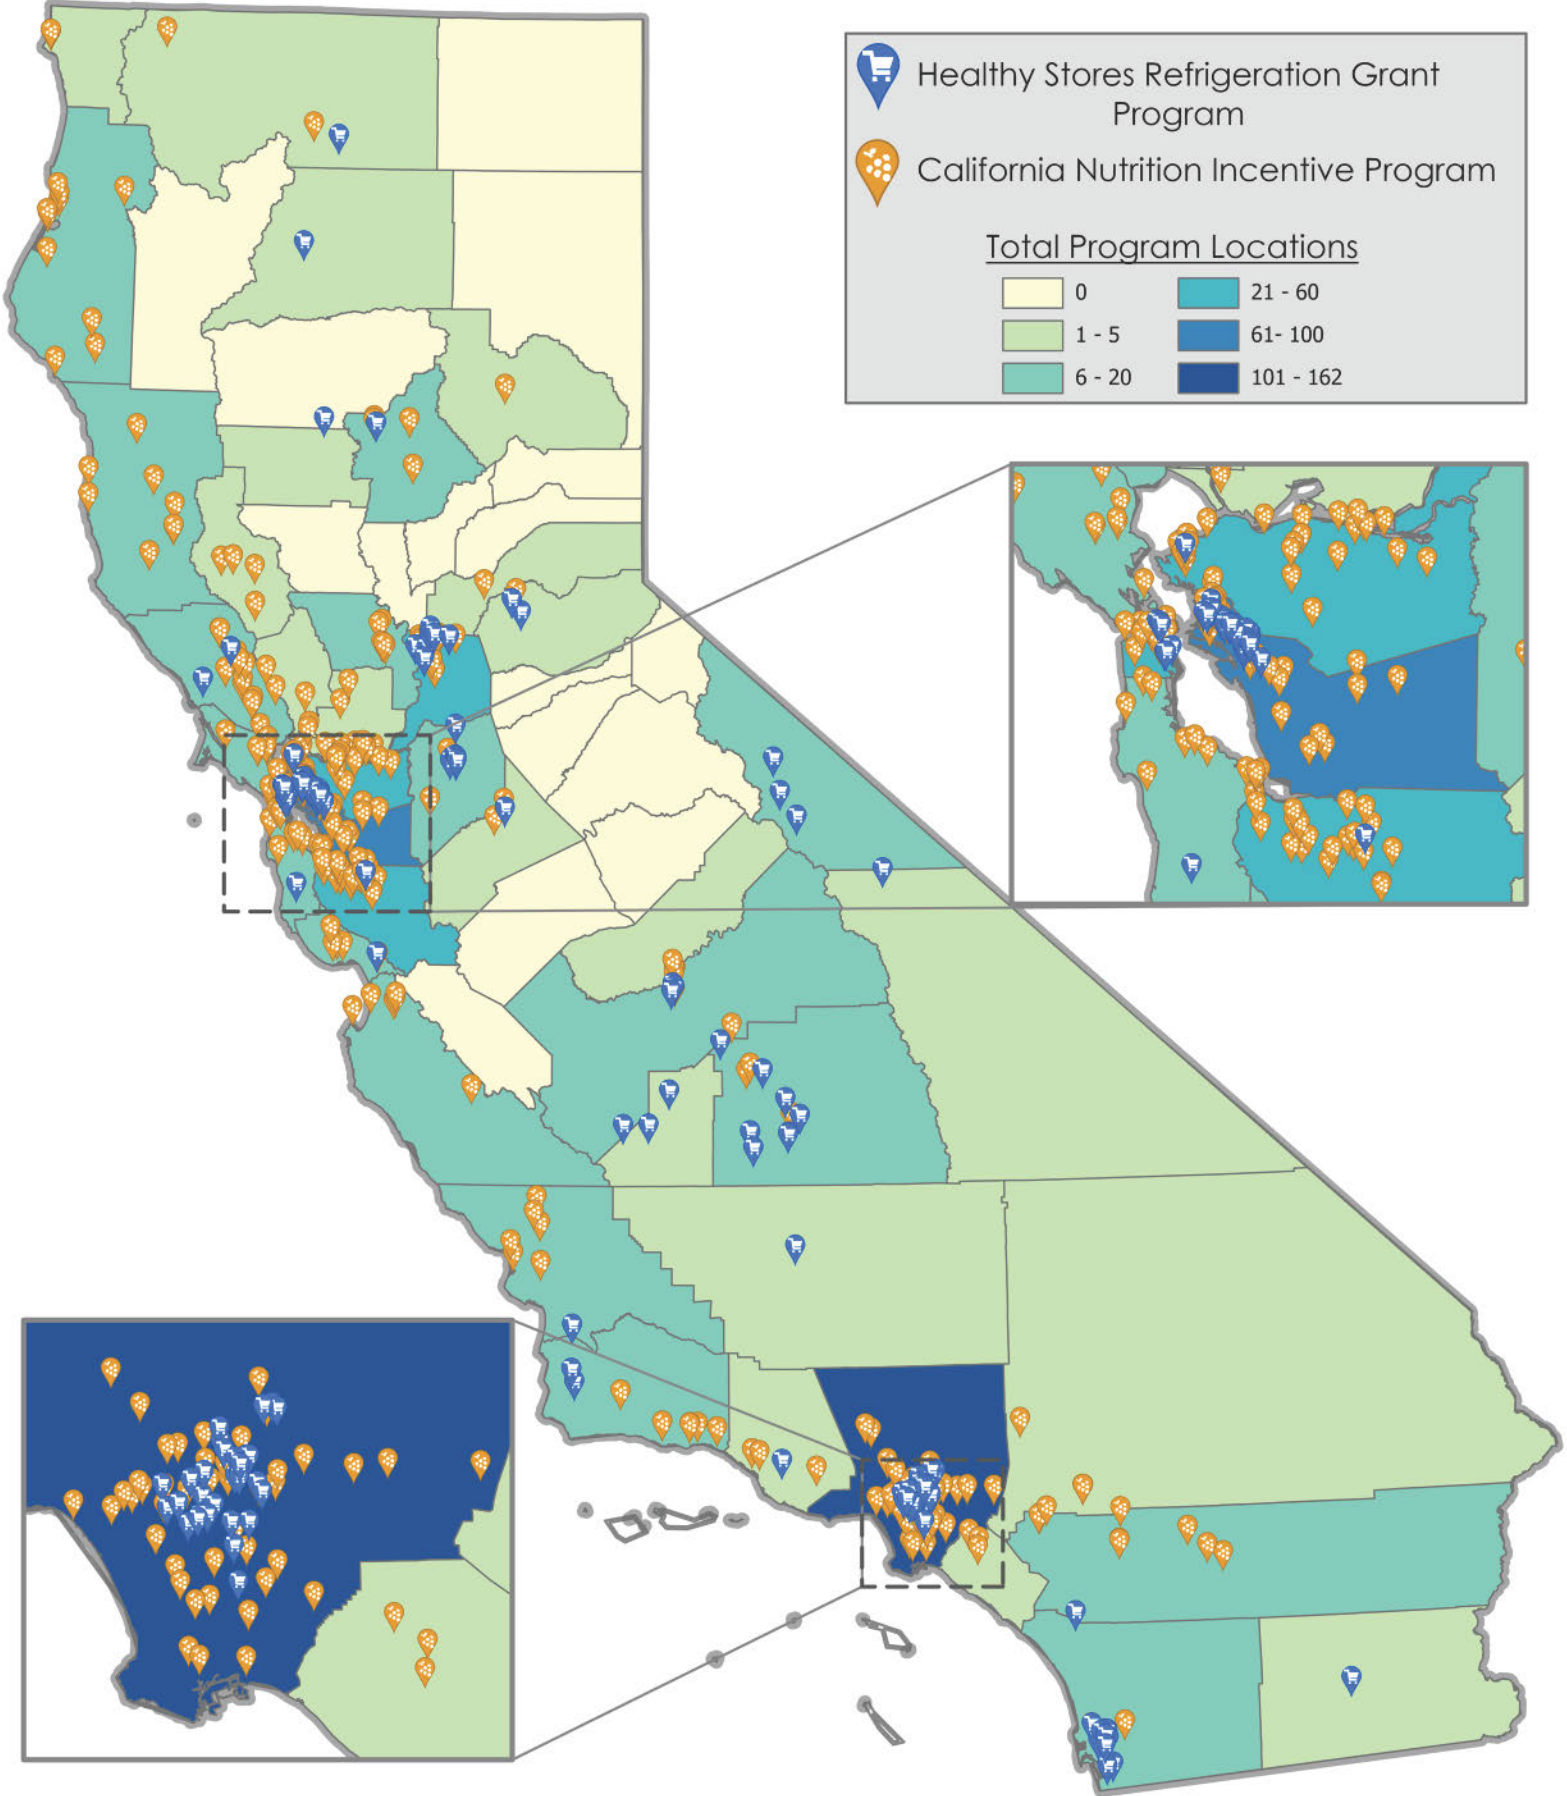 Healthy Stores Refrigeration Grant
Program
California Nutrition Incentive Program
Total Program Locations
0
21 - 60
1 - 5
61- 100
6 - 20
101 - 162